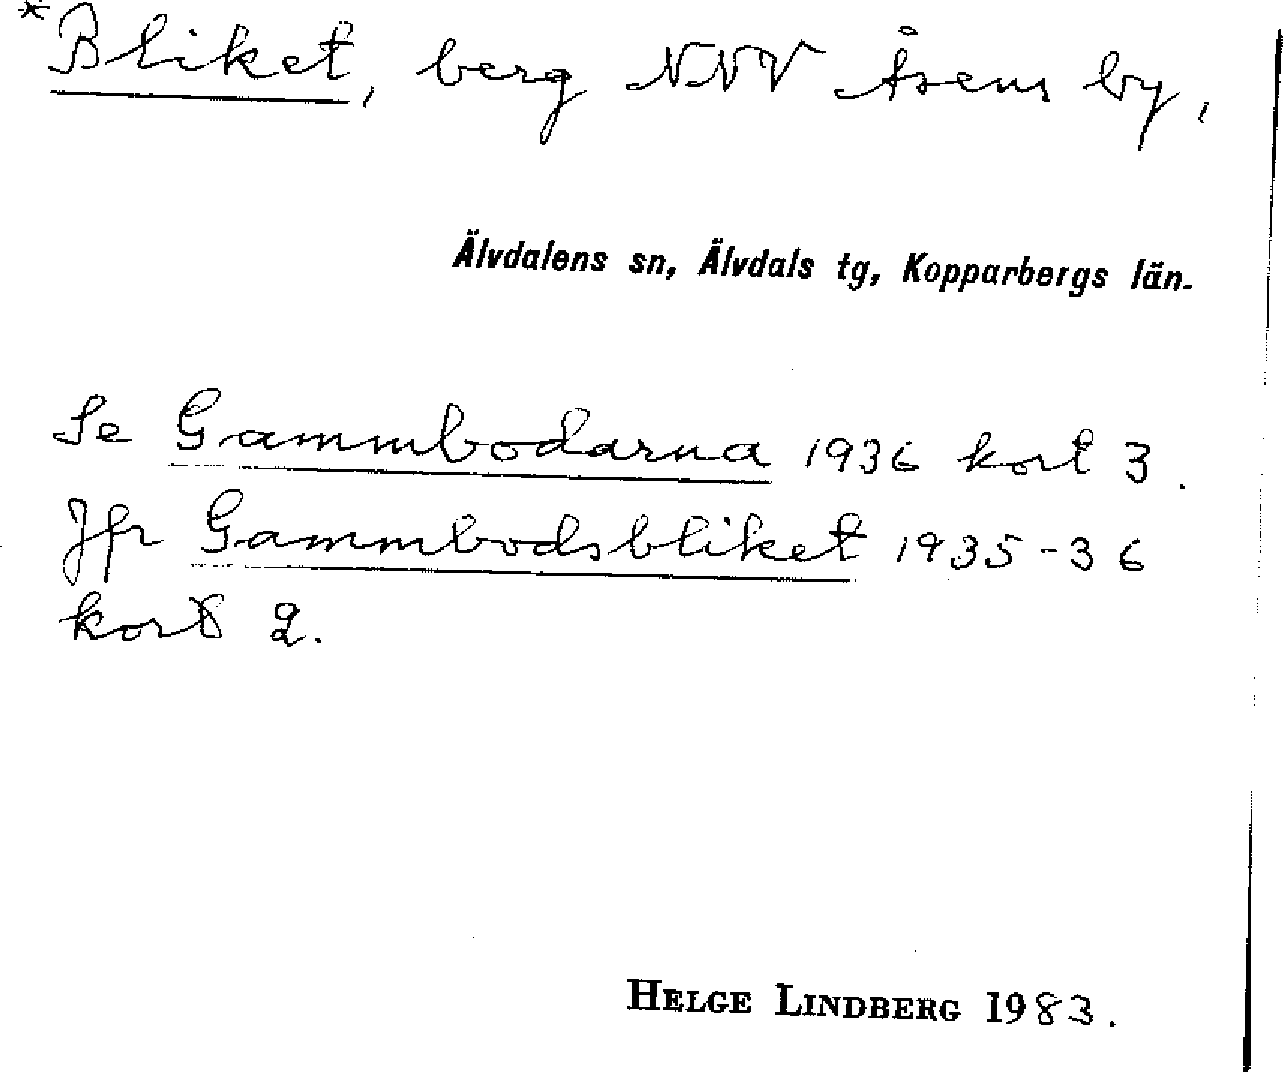 *Bliket, berg NNV Åsens by,
Älvdalens sn, Älvdals tg, Kopparbergs län.
Se Gammbodarna 1936 kort 3.
Jfr Gammbodsbliket 1935-36
kort 2.
HELGE LINDBERG 1983.